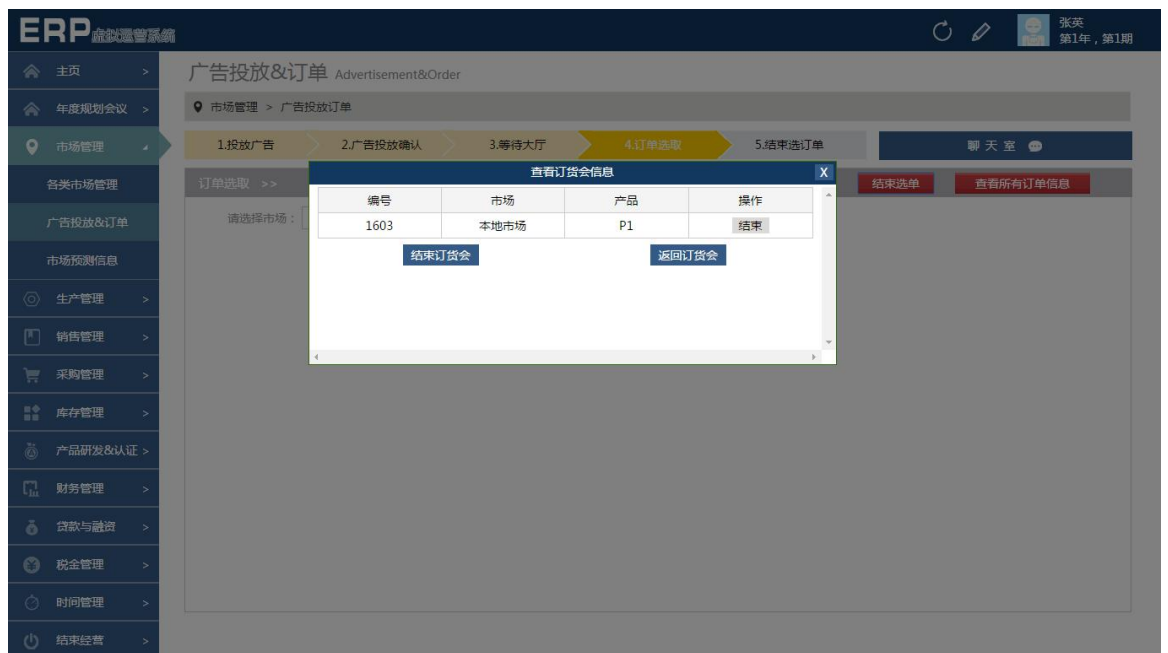 ERP虚拟运营系统
张英
第1年，第1期
主页 >
年度规划会议 >
市场管理
各类市场管理
广告投放&订单
市场预测信息
生产管理 >
销售管理 >
采购管理 >
库存管理 >
产品研发&认证 >
财务管理 >
贷款与融资 >
税金管理 >
时间管理 >
结束经营 >
广告投放&订单 Advertisement&Order
市场管理 > 广告投放订单
1.投放广告 2.广告投放确认 3.等待大厅 4.订单选取 5.结束选订单 聊天室
订单选取 >> 结束选单 查看所有订单信息
请选择市场：
查看订货会信息 X
编号 市场 产品 操作
1603 本地市场 P1 结束
结束订货会 返回订货会